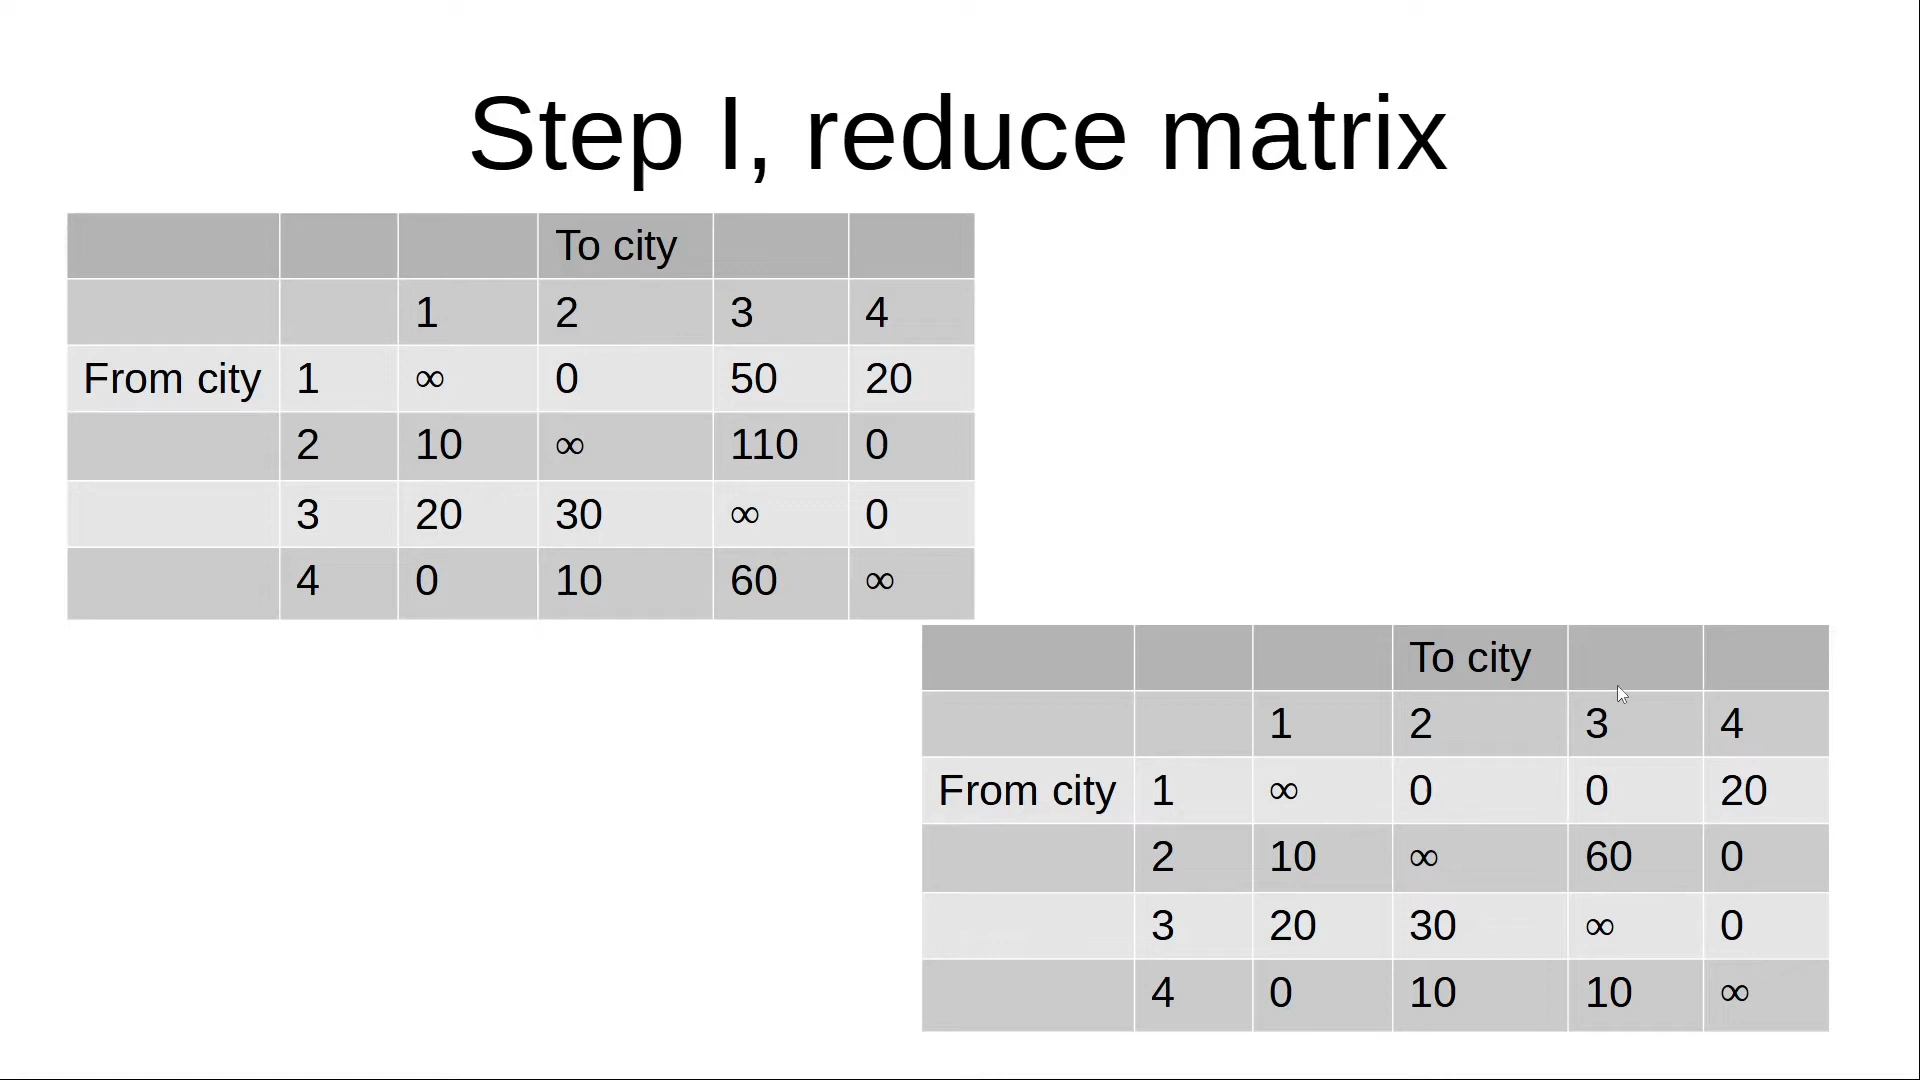 Step I, reduce matrix
To city
1 2 3 4
From city 1 ∞ 0 50 20
2 10 ∞ 110 0
3 20 30 ∞ 0
4 0 10 60 ∞
To city
1 2 3 4
From city 1 ∞ 0 0 20
2 10 ∞ 60 0
3 20 30 ∞ 0
4 0 10 10 ∞